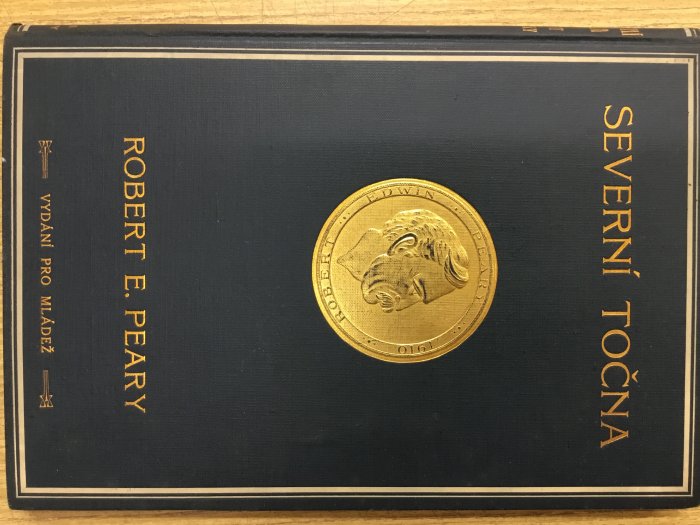 SEVERNÍ TOČNA
ROBERT EDWIN PEARY
1910
ROBERT E. PEARY
VYDÁNÍ PRO MLÁDEŽ